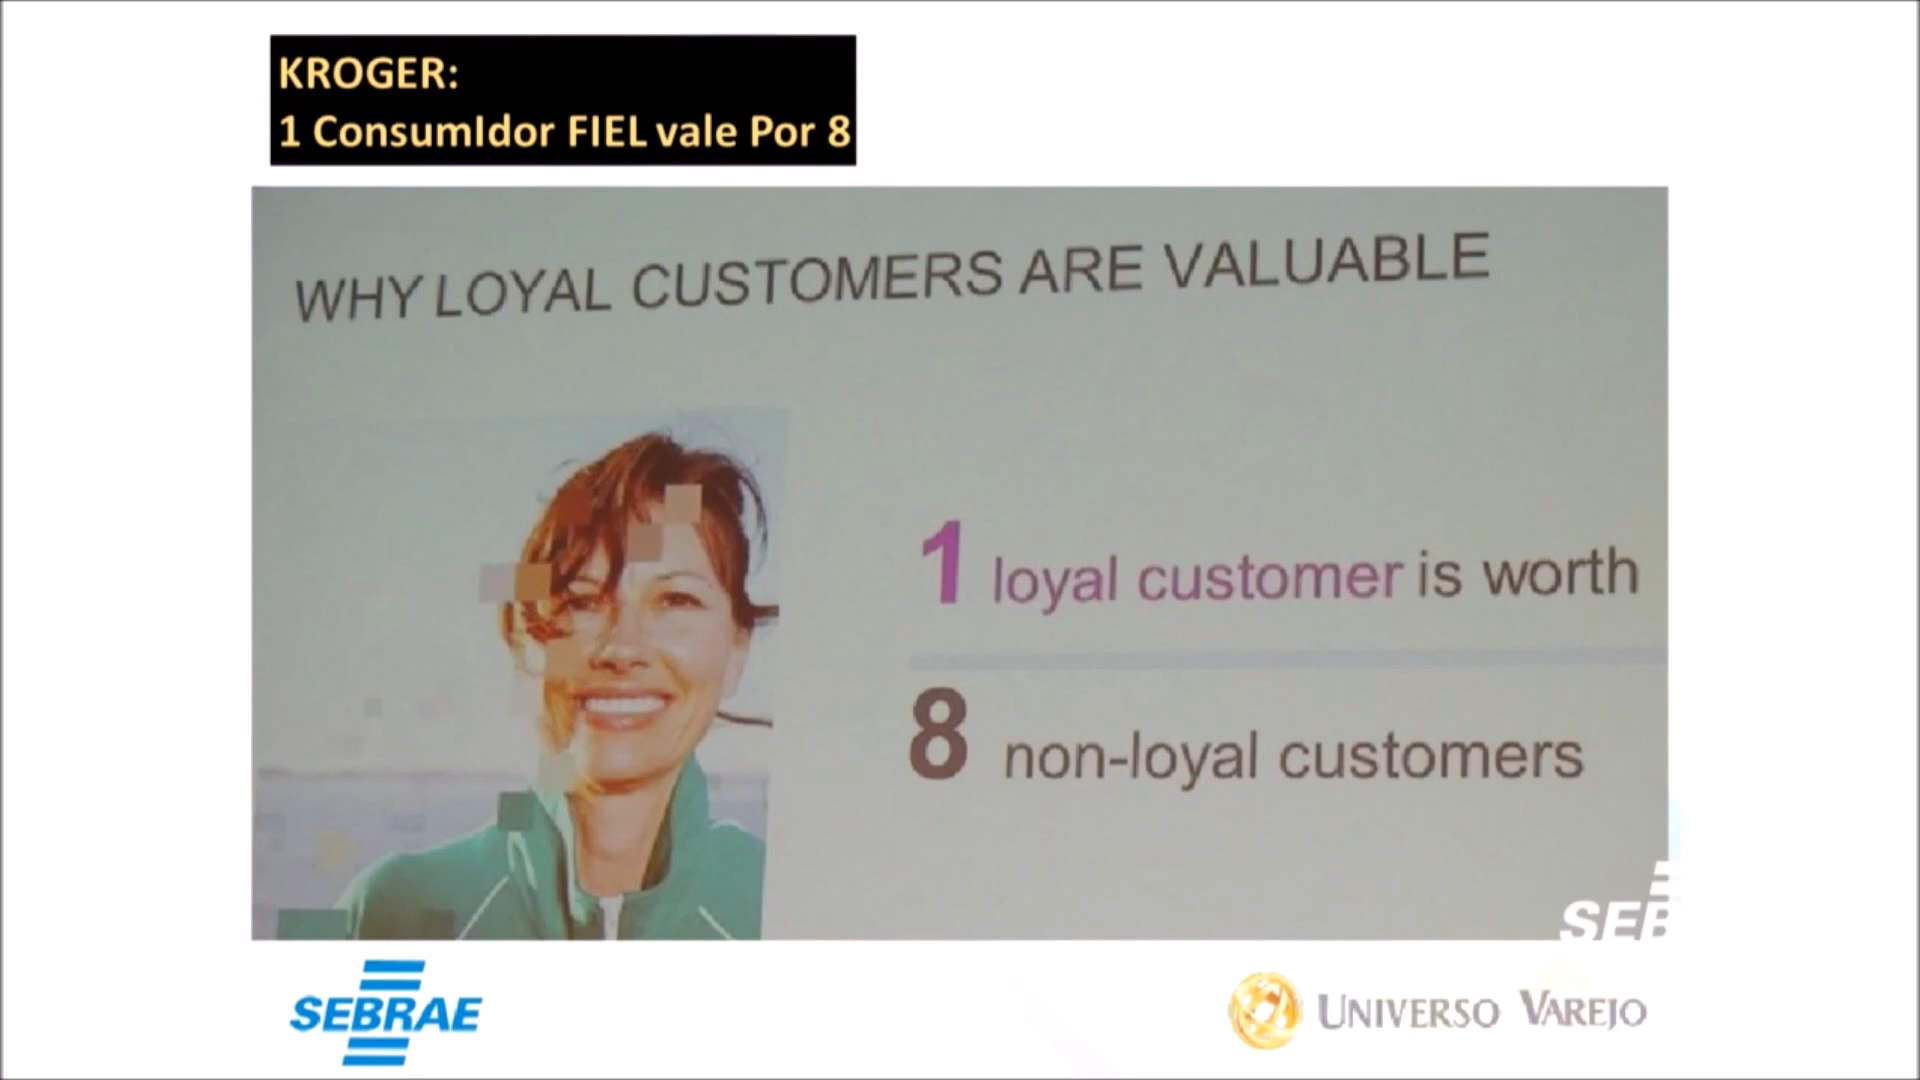 KROGER:
1 ConsumIdor FIEL vale Por 8
WHY LOYAL CUSTOMERS ARE VALUABLE
1 loyal customer is worth
8 non-loyal customers
SEB
SEBRAE
UNIVERSO VAREJO